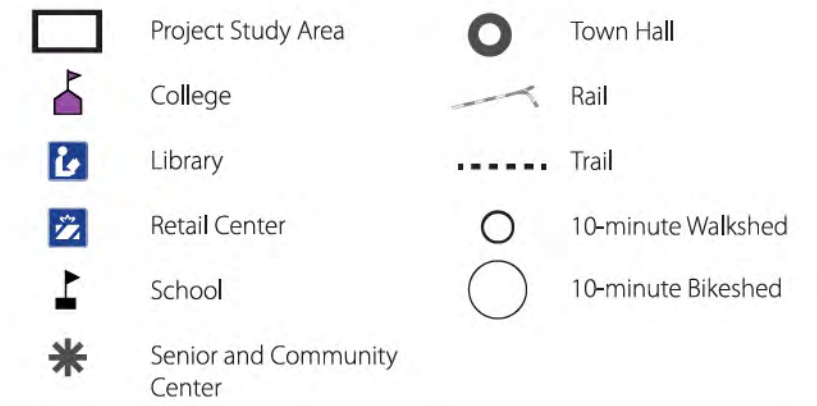 Project Study Area
College
Library
Retail Center
School
Senior and Community
Center
Town Hall
Rail
Trail
10-minute Walkshed
10-minute Bikeshed